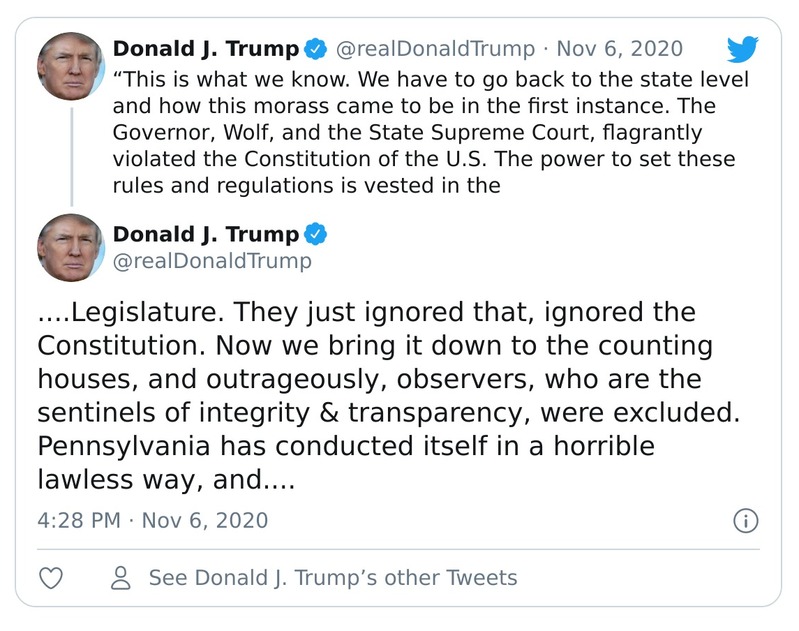 Donald J. Trump @realDonaldTrump · Nov 6, 2020
“This is what we know. We have to go back to the state level
and how this morass came to be in the first instance. The
Governor, Wolf, and the State Supreme Court, flagrantly
violated the Constitution of the U.S. The power to set these
rules and regulations is vested in the
Donald J. Trump
@realDonaldTrump
....Legislature. They just ignored that, ignored the
Constitution. Now we bring it down to the counting
houses, and outrageously, observers, who are the
sentinels of integrity & transparency, were excluded.
Pennsylvania has conducted itself in a horrible
lawless way, and....
4:28 PM · Nov 6, 2020
See Donald J. Trump’s other Tweets